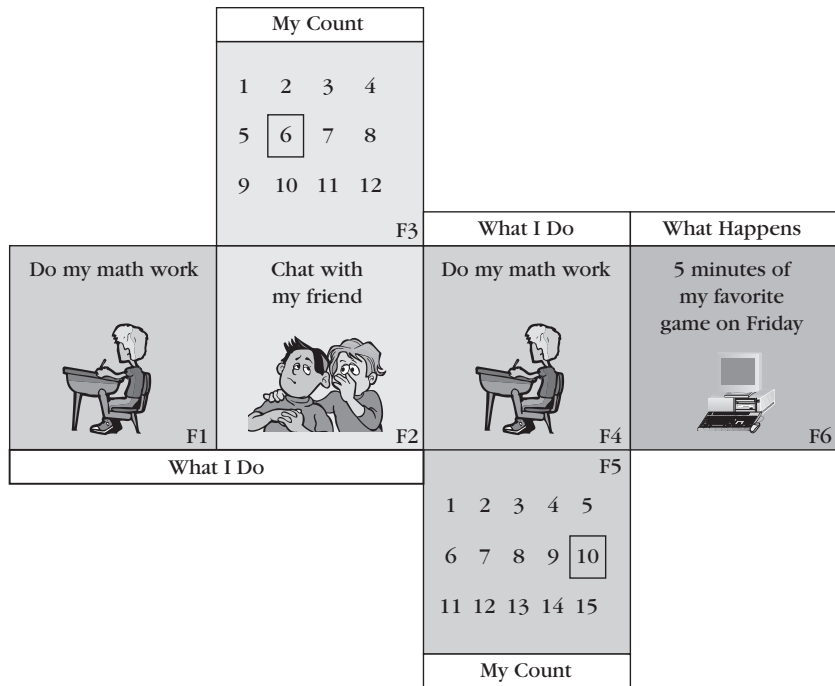 My Count
1 2 3 4
5 6 7 8
9 10 11 12
F3
What I Do
What Happens
Do my math work
F1
Chat with
my friend
F2
Do my math work
F4
5 minutes of
my favorite
game on Friday
F6
What I Do
F5
1 2 3 4 5
6 7 8 9 10
11 12 13 14 15
My Count